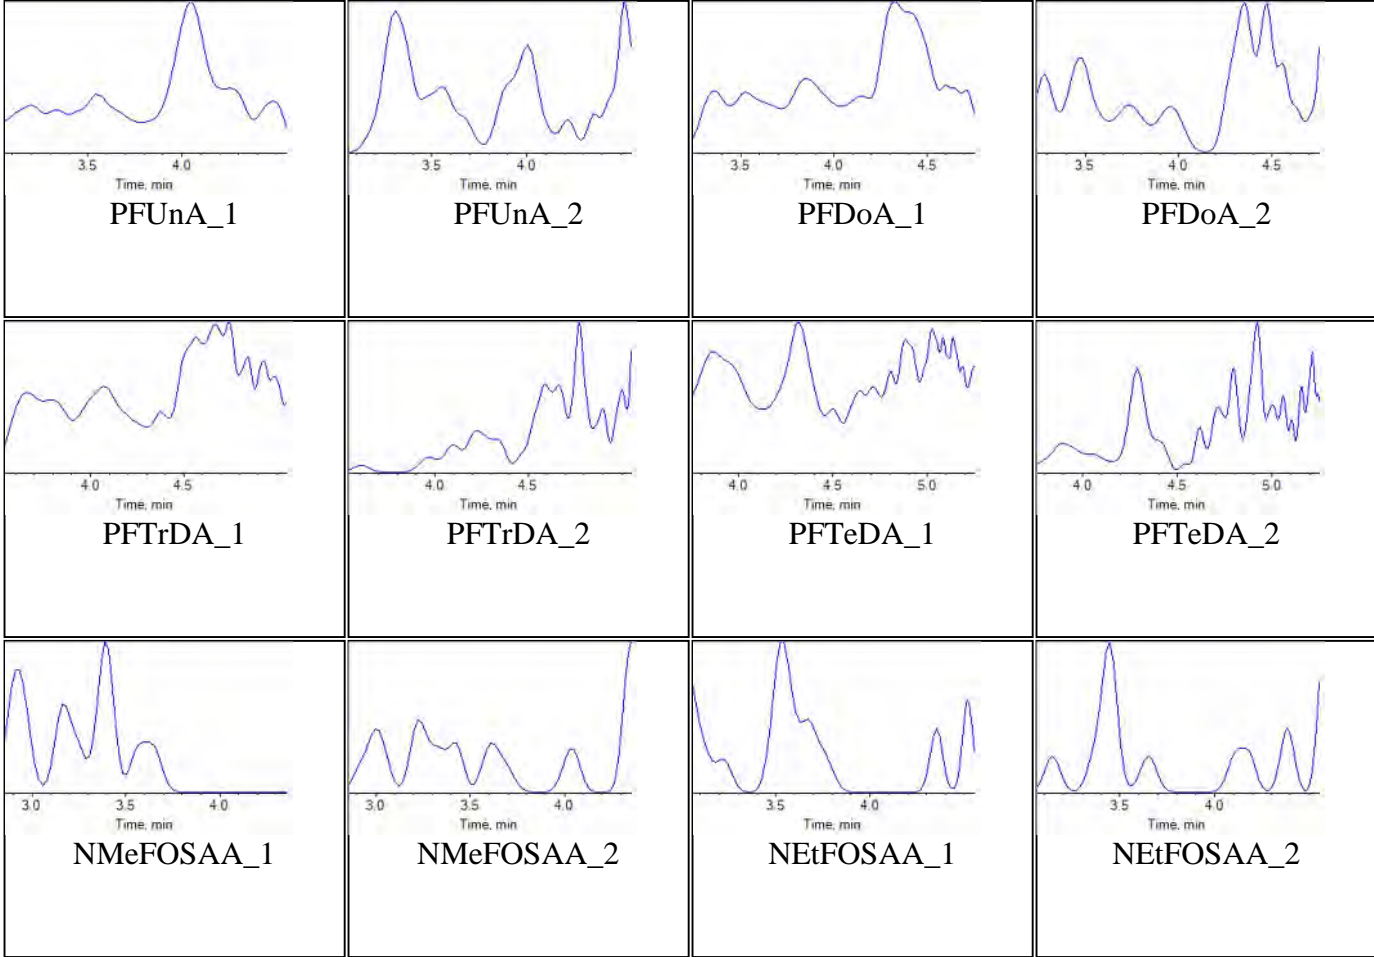 3.5 4.0
Time, min
PFUnA_1
3.5 4.0
Time, min
PFUnA_2
3.5 4.0 4.5
Time, min
PFDoA_1
3.5 4.0 4.5
Time, min
PFDoA_2
4.0 4.5
Time, min
PFTrDA_1
4.0 4.5
Time, min
PFTrDA_2
4.0 4.5 5.0
Time, min
PFTeDA_1
4.0 4.5 5.0
Time, min
PFTeDA_2
3.0 3.5 4.0
Time, min
NMeFOSAA_1
3.0 3.5 4.0
Time, min
NMeFOSAA_2
3.5 4.0
Time, min
NEtFOSAA_1
3.5 4.0
Time, min
NEtFOSAA_2